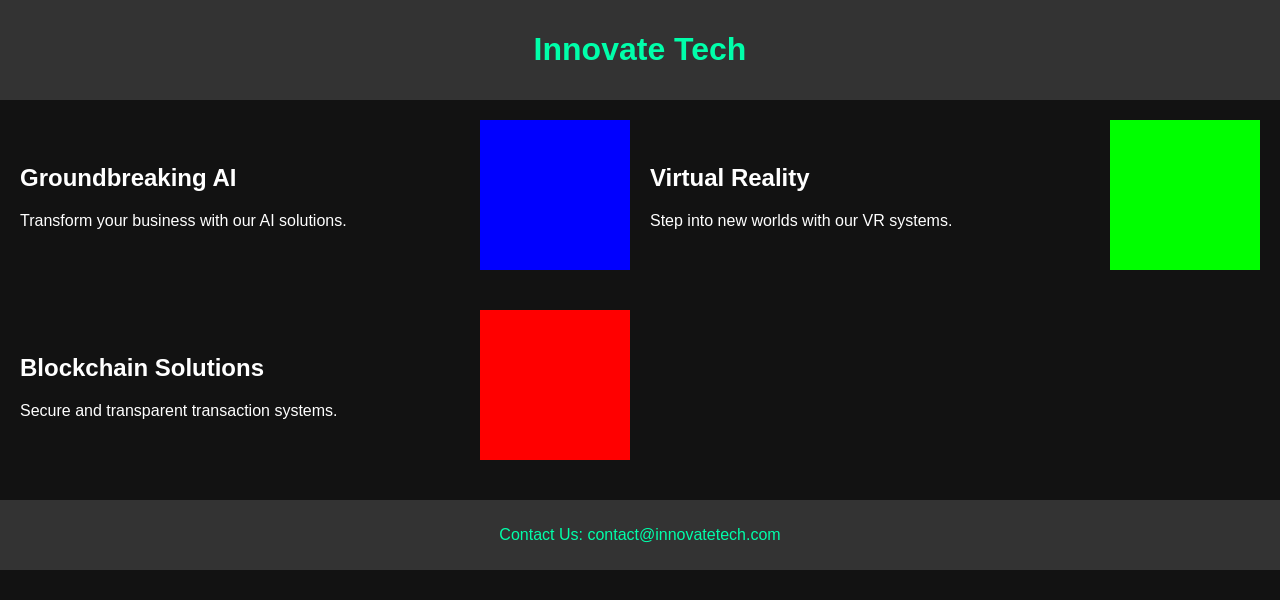 Innovate Tech
Groundbreaking AI
Transform your business with our AI solutions.
Virtual Reality
Step into new worlds with our VR systems.
Blockchain Solutions
Secure and transparent transaction systems.
Contact Us: contact@innovatetech.com